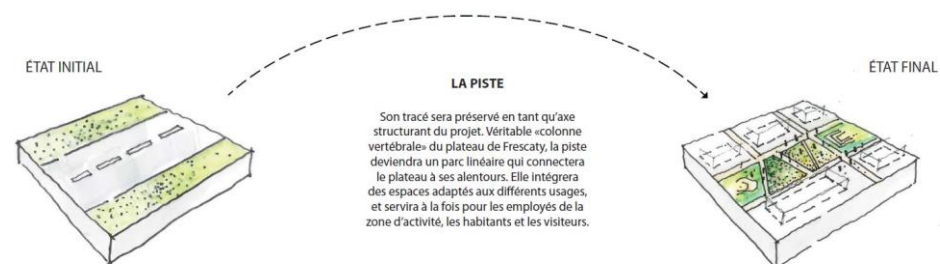 ÉTAT INITIAL
LA PISTE
ÉTAT FINAL
Son tracé sera préservé en tant qu'axe
structurant du projet. Véritable «colonne
vertébrale» du plateau de Frescaty, la piste
deviendra un parc linéaire qui connectera
le plateau à ses alentours. Elle intégrera
des espaces adaptés aux différents usages,
et servira à la fois pour les employés de la
zone d'activité, les habitants et les visiteurs.